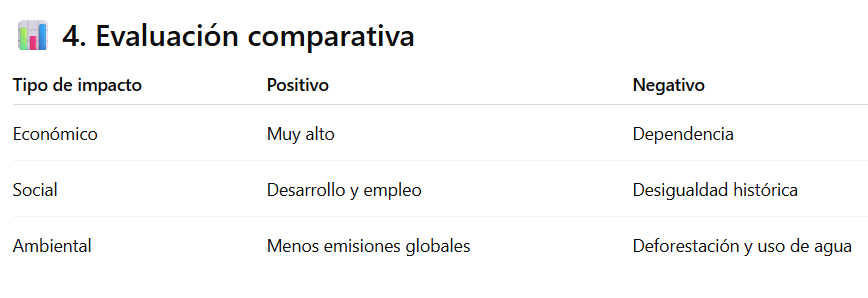 4. Evaluación comparativa
Tipo de impacto Positivo Negativo
Económico Muy alto Dependencia
Social Desarrollo y empleo Desigualdad histórica
Ambiental Menos emisiones globales Deforestación y uso de agua